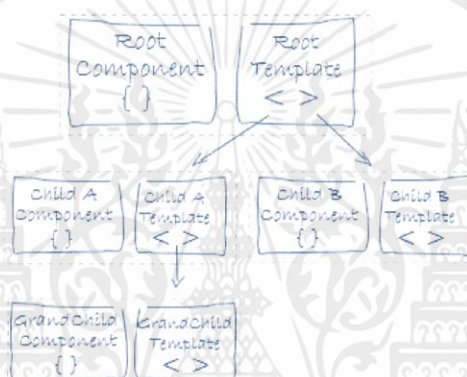 Root
Component
{ }
Root
Template
< >
Child A
Component
{ }
Child A
Template
< >
Child B
Component
{ }
Child B
Template
< >
GrandChild
Component
{ }
GrandChild
Template
< >